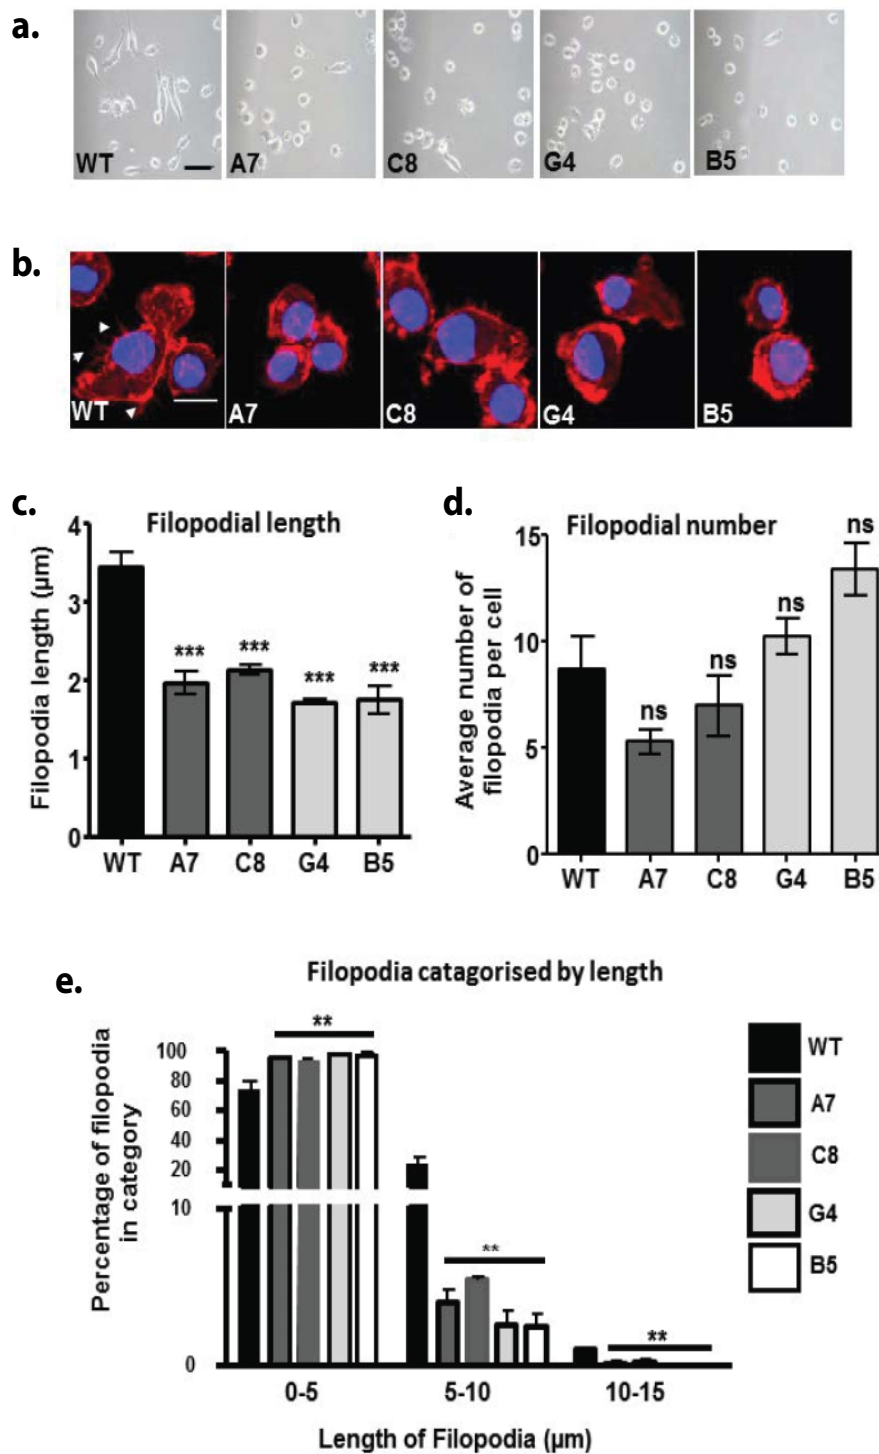 a.
WT A7 C8 G4 B5
b.
WT A7 C8 G4 B5
c.
Filopodial length
Filopodia length (µm)
4
3
2
1
0
*** *** *** ***
WT A7 C8 G4 B5
d.
Filopodial number
Average number of
filopodia per cell
15
10
5
0
ns ns ns ns
WT A7 C8 G4 B5
e.
Filopodia catagorised by length
Percentage of filopodia
in category
100
80
60
40
20
10
0
**
**
**
0-5 5-10 10-15
Length of Filopodia (µm)
WT
A7
C8
G4
B5